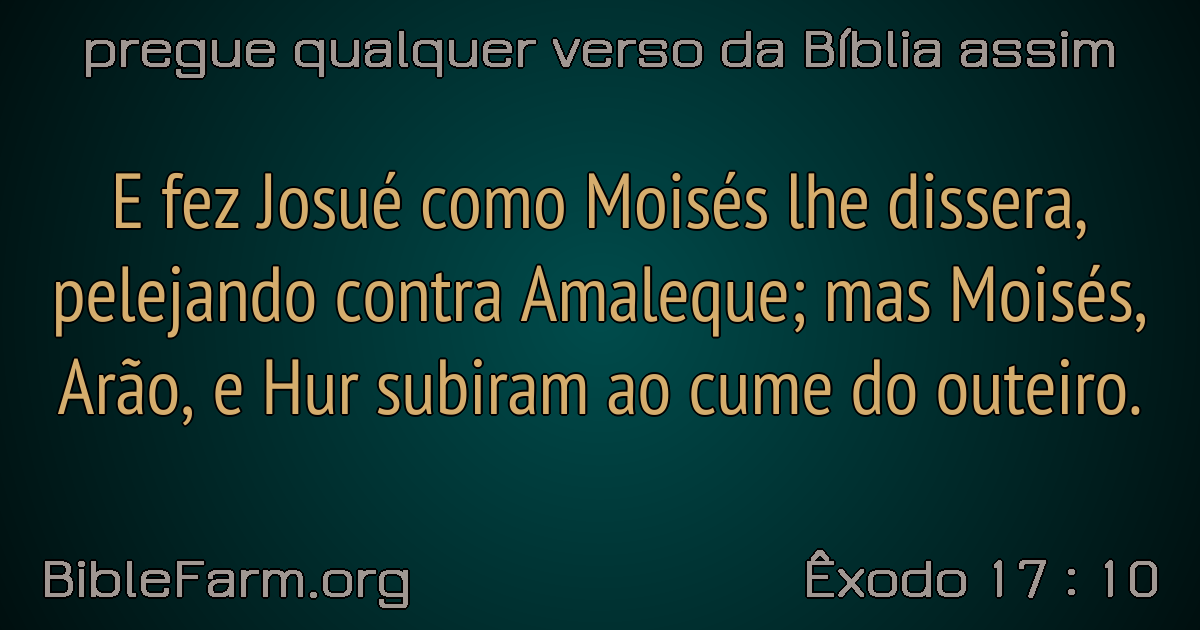 pregue qualquer verso da Bíblia assim
E fez Josué como Moisés lhe dissera,
pelejando contra Amaleque; mas Moisés,
Arão, e Hur subiram ao cume do outeiro.
BibleFarm.org
Êxodo 17 : 10